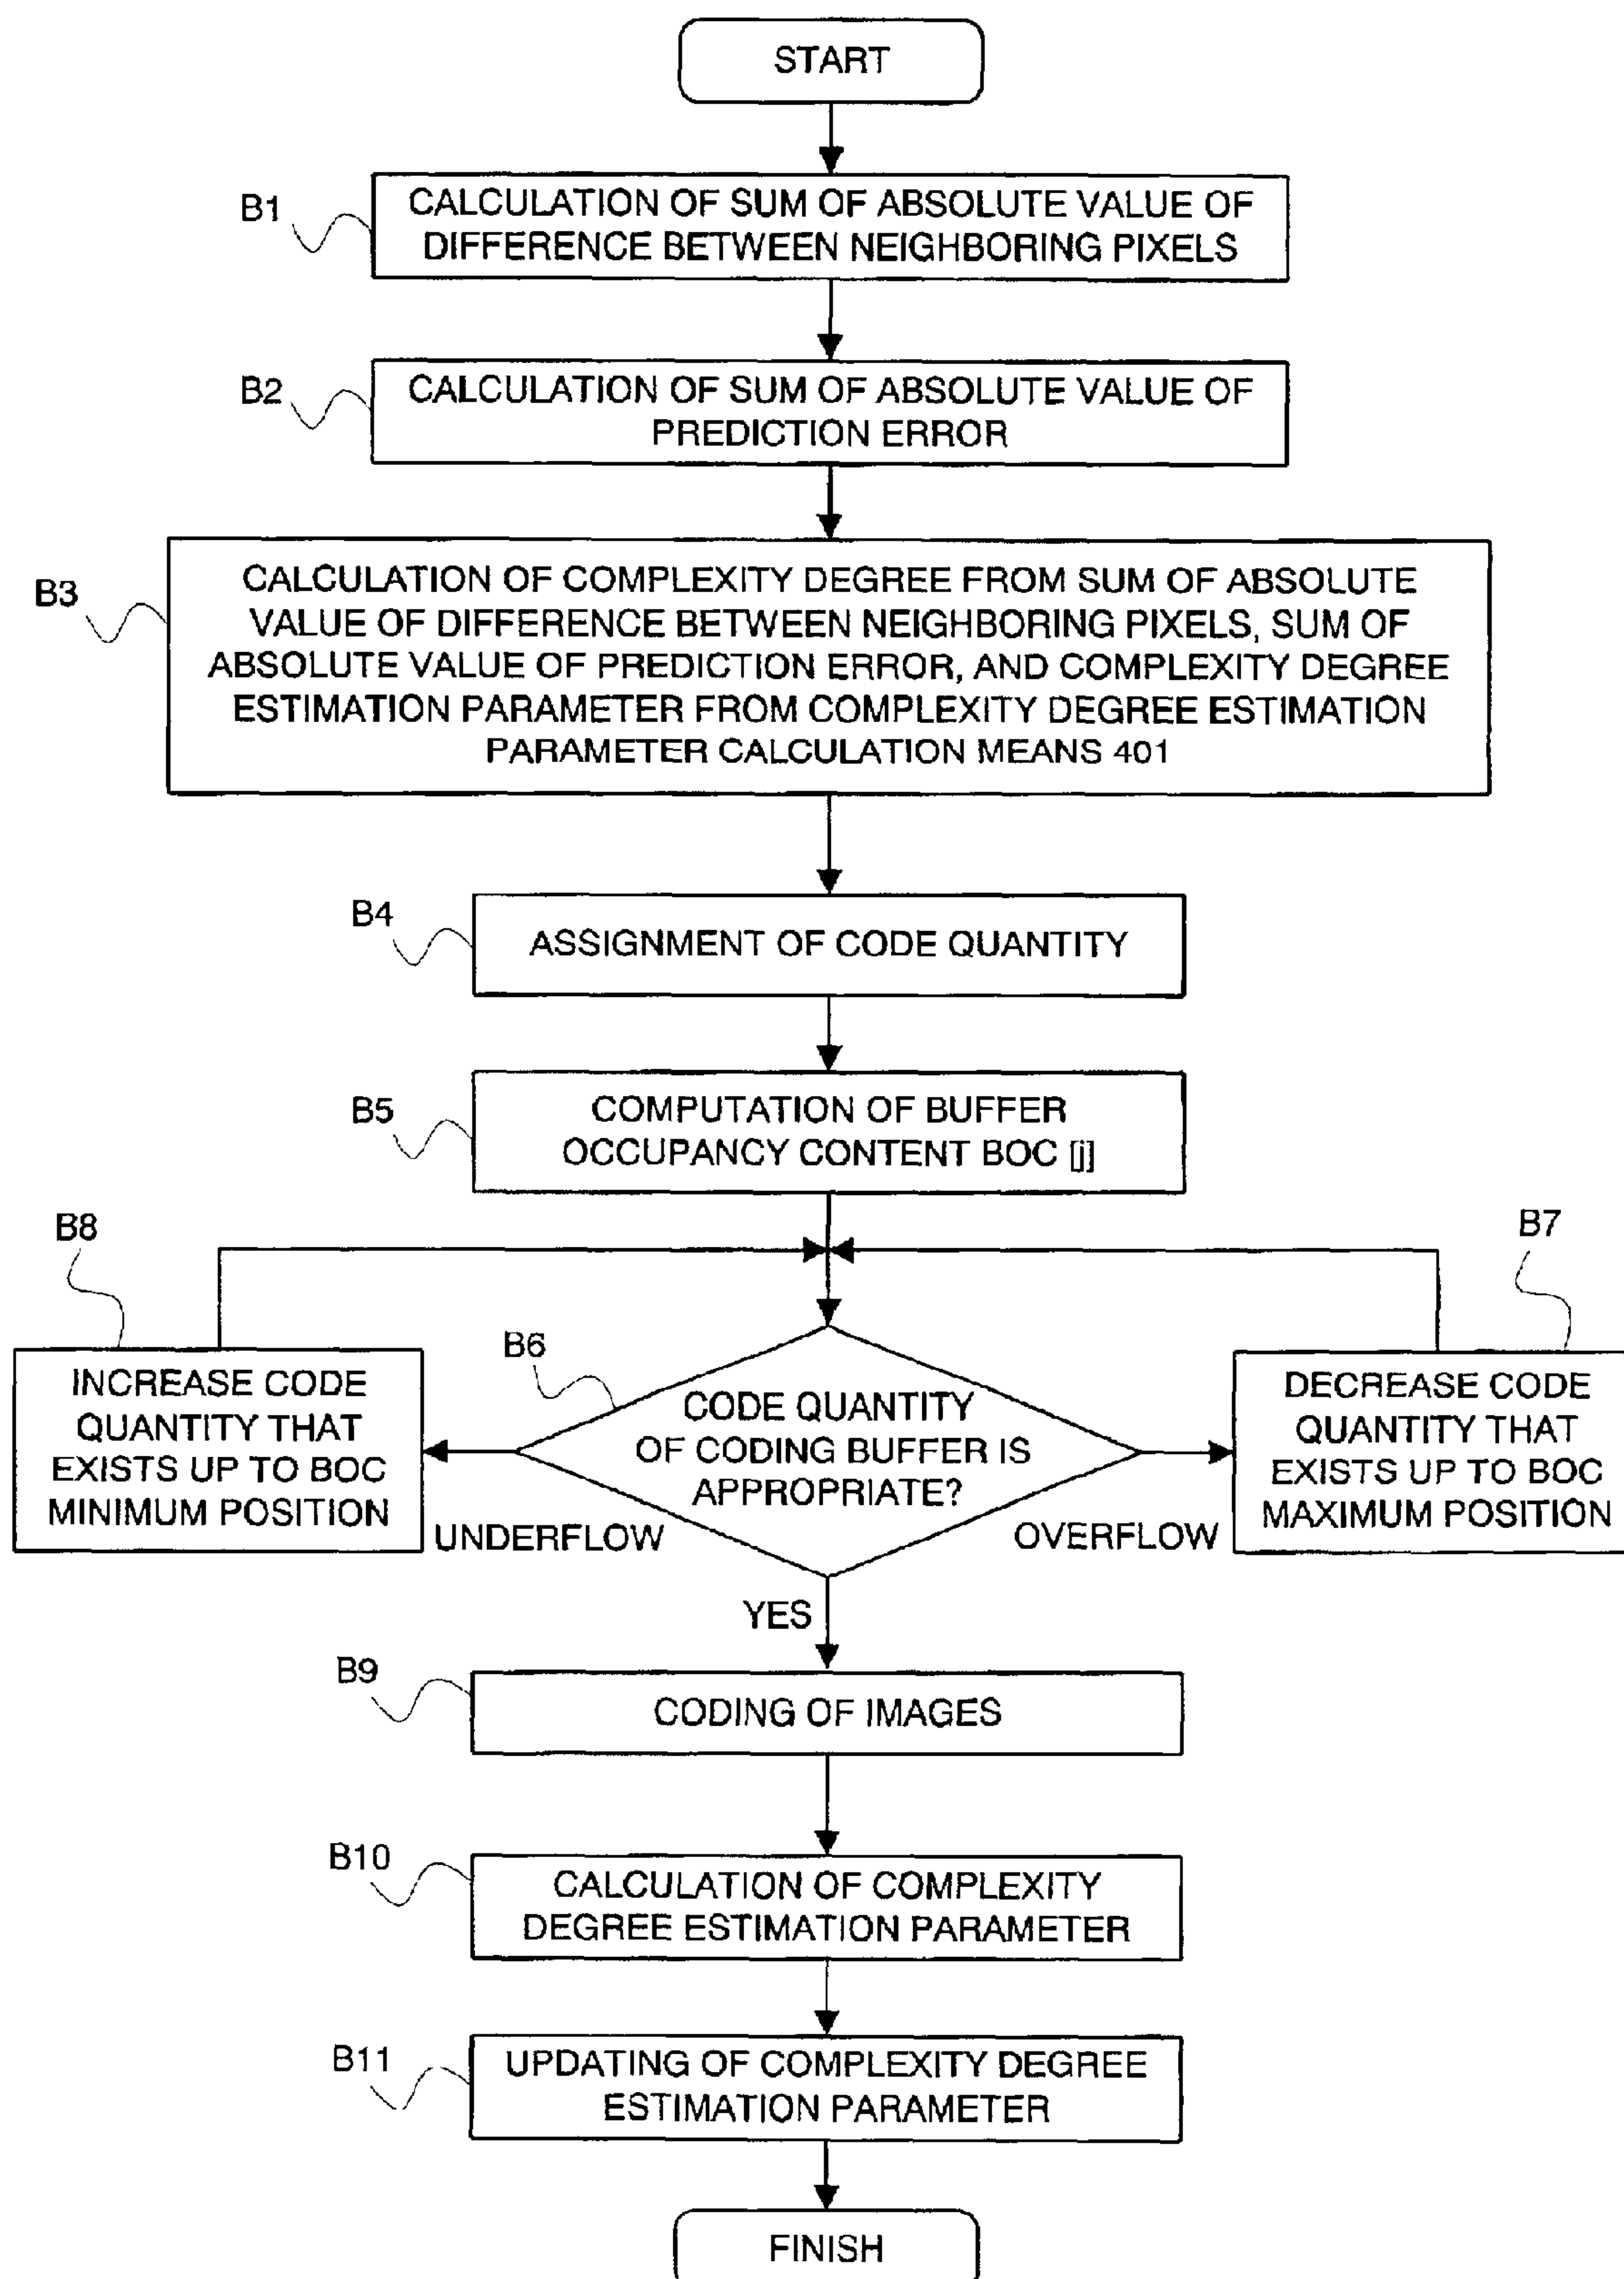 START
B1
CALCULATION OF SUM OF ABSOLUTE VALUE OF
DIFFERENCE BETWEEN NEIGHBORING PIXELS
B2
CALCULATION OF SUM OF ABSOLUTE VALUE OF
PREDICTION ERROR
B3
CALCULATION OF COMPLEXITY DEGREE FROM SUM OF ABSOLUTE
VALUE OF DIFFERENCE BETWEEN NEIGHBORING PIXELS, SUM OF
ABSOLUTE VALUE OF PREDICTION ERROR, AND COMPLEXITY DEGREE
ESTIMATION PARAMETER FROM COMPLEXITY DEGREE ESTIMATION
PARAMETER CALCULATION MEANS 401
B4
ASSIGNMENT OF CODE QUANTITY
B5
COMPUTATION OF BUFFER
OCCUPANCY CONTENT BOC [j]
B8
INCREASE CODE
QUANTITY THAT
EXISTS UP TO BOC
MINIMUM POSITION
B6
CODE QUANTITY
OF CODING BUFFER IS
APPROPRIATE?
B7
DECREASE CODE
QUANTITY THAT
EXISTS UP TO BOC
MAXIMUM POSITION
UNDERFLOW
OVERFLOW
YES
B9
CODING OF IMAGES
B10
CALCULATION OF COMPLEXITY
DEGREE ESTIMATION PARAMETER
B11
UPDATING OF COMPLEXITY DEGREE
ESTIMATION PARAMETER
FINISH